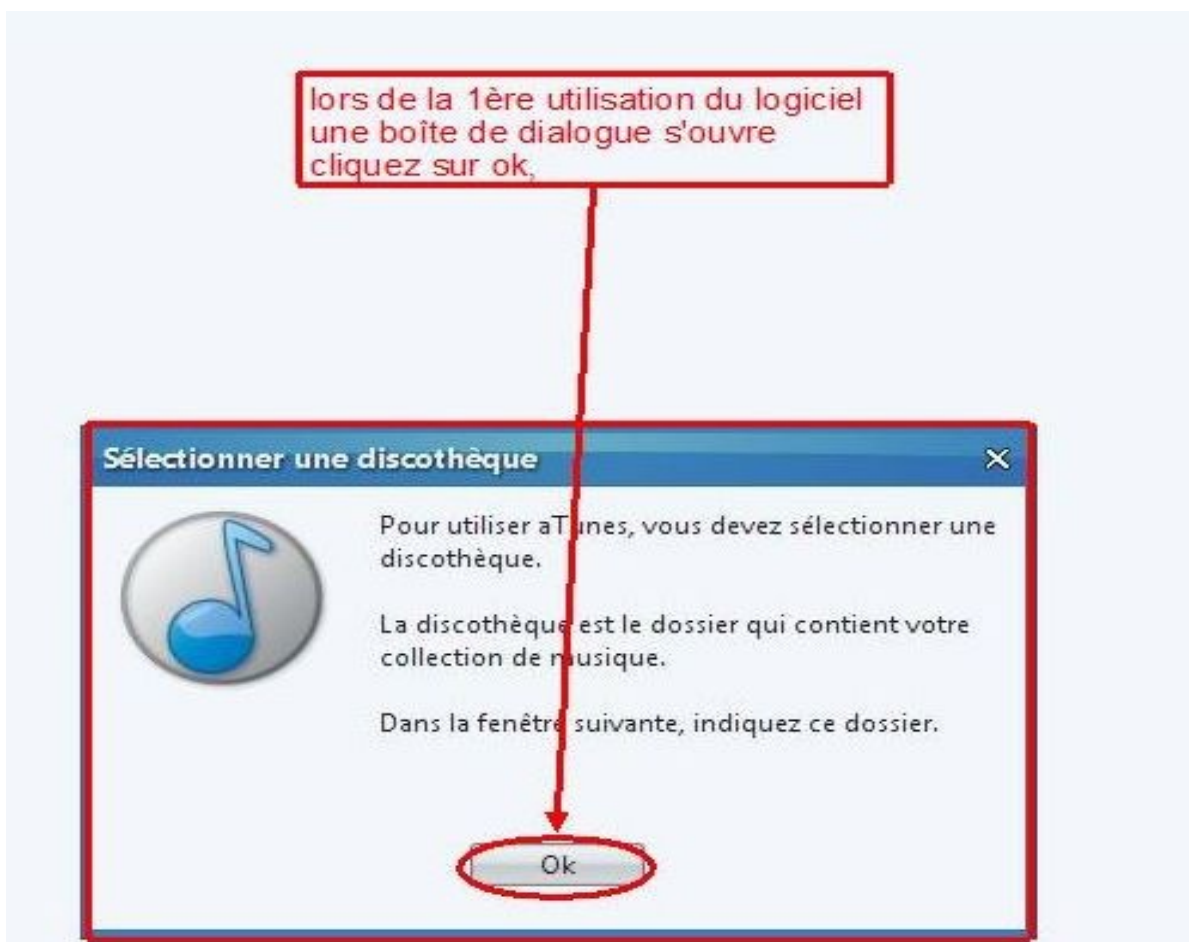 lors de la 1ère utilisation du logiciel
une boîte de dialogue s'ouvre
cliquez sur ok,
Sélectionner une discothèque
Pour utiliser aTunes, vous devez sélectionner une
discothèque.
La discothèque est le dossier qui contient votre
collection de musique.
Dans la fenêtre suivante, indiquez ce dossier.
Ok